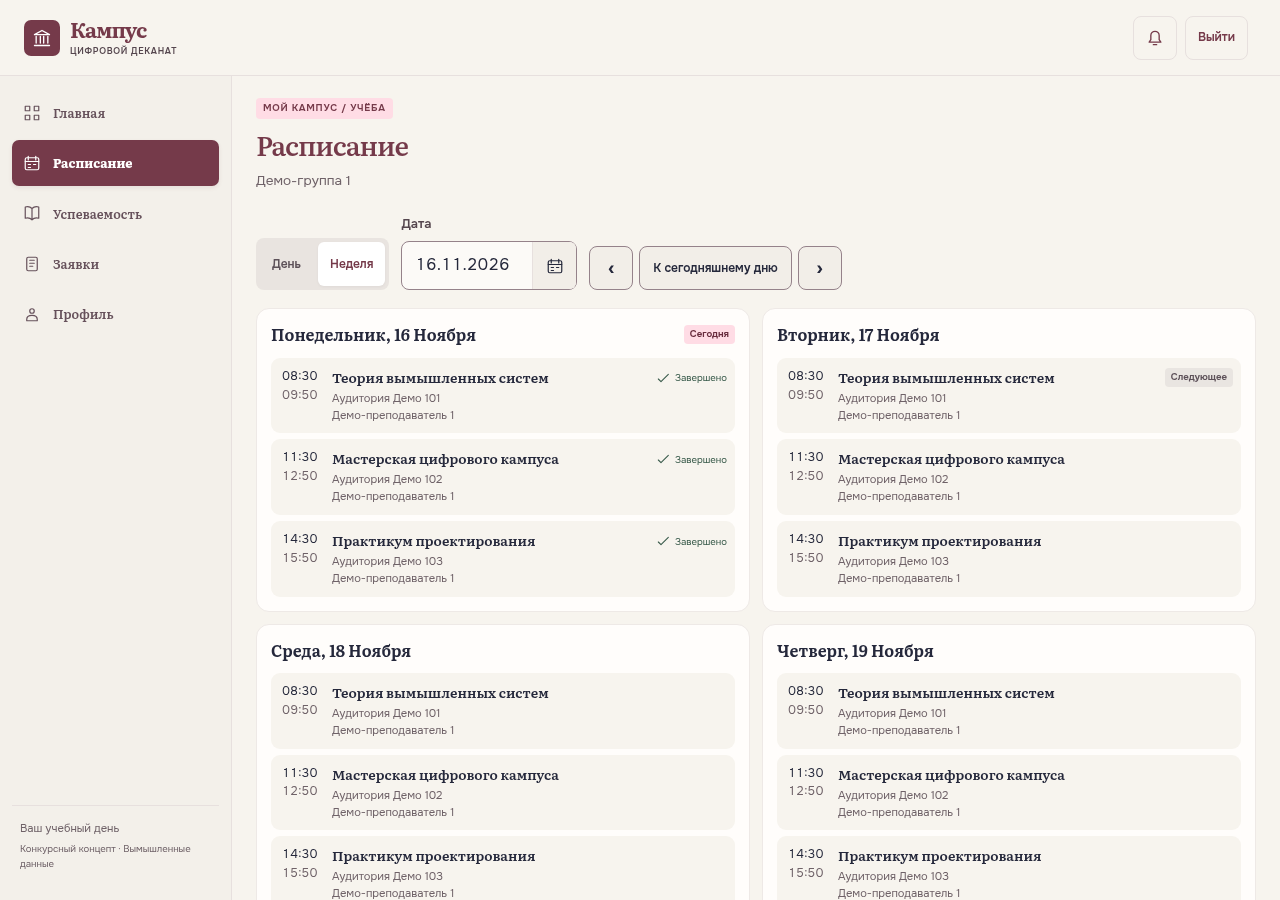 Кампус
ЦИФРОВОЙ ДЕКАНАТ
Выйти
Главная
Расписание
Успеваемость
Заявки
Профиль
Ваш учебный день
Конкурсный концепт · Вымышленные
данные
МОЙ КАМПУС / УЧЁБА
Расписание
Демо-группа 1
Дата
День
Неделя
16.11.2026
‹
К сегодняшнему дню
›
Понедельник, 16 Ноября
Сегодня
08:30
09:50
Теория вымышленных систем
Аудитория Демо 101
Демо-преподаватель 1
Завершено
11:30
12:50
Мастерская цифрового кампуса
Аудитория Демо 102
Демо-преподаватель 1
Завершено
14:30
15:50
Практикум проектирования
Аудитория Демо 103
Демо-преподаватель 1
Завершено
Вторник, 17 Ноября
08:30
09:50
Теория вымышленных систем
Аудитория Демо 101
Демо-преподаватель 1
Следующее
11:30
12:50
Мастерская цифрового кампуса
Аудитория Демо 102
Демо-преподаватель 1
14:30
15:50
Практикум проектирования
Аудитория Демо 103
Демо-преподаватель 1
Среда, 18 Ноября
08:30
09:50
Теория вымышленных систем
Аудитория Демо 101
Демо-преподаватель 1
11:30
12:50
Мастерская цифрового кампуса
Аудитория Демо 102
Демо-преподаватель 1
14:30
15:50
Практикум проектирования
Аудитория Демо 103
Демо-преподаватель 1
Четверг, 19 Ноября
08:30
09:50
Теория вымышленных систем
Аудитория Демо 101
Демо-преподаватель 1
11:30
12:50
Мастерская цифрового кампуса
Аудитория Демо 102
Демо-преподаватель 1
14:30
15:50
Практикум проектирования
Аудитория Демо 103
Демо-преподаватель 1